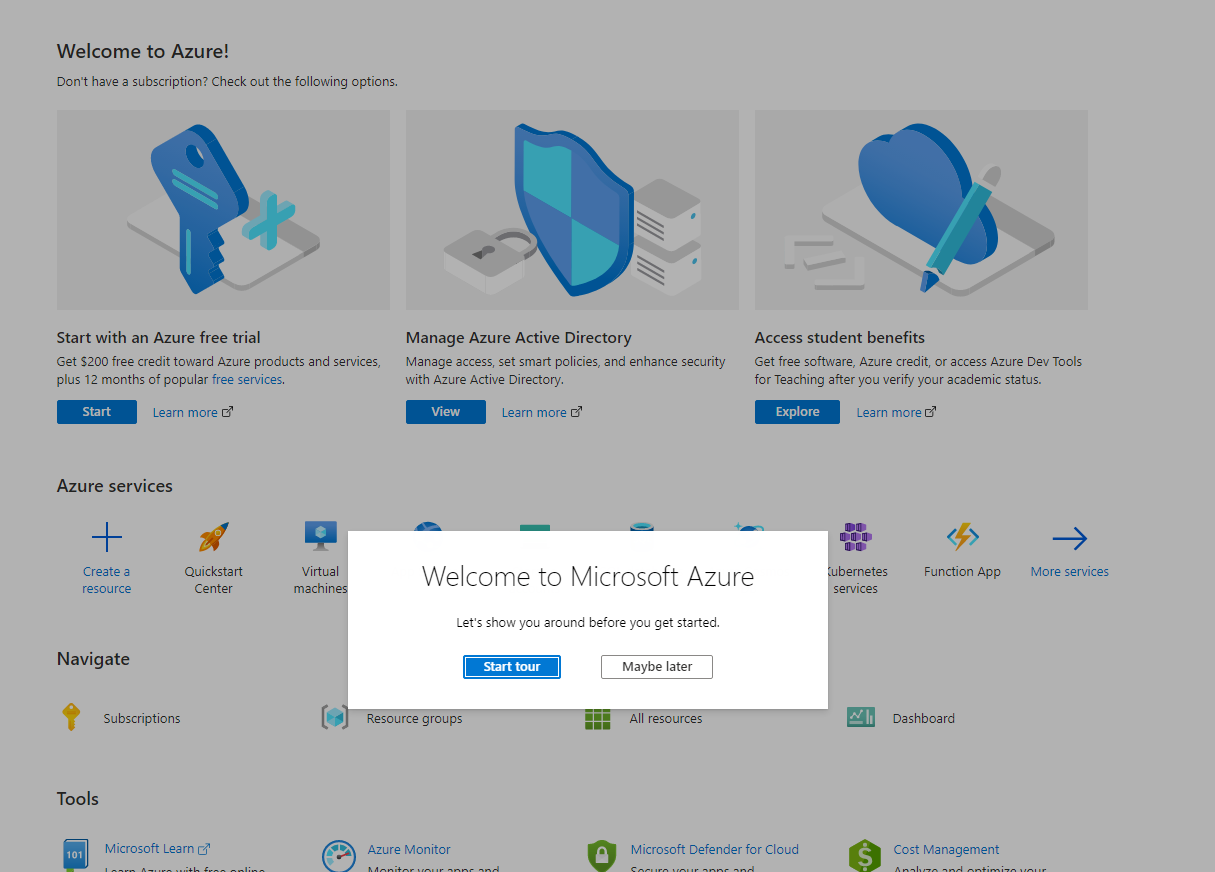 Welcome to Azure!
Don't have a subscription? Check out the following options.
Start with an Azure free trial
Get $200 free credit toward Azure products and services,
plus 12 months of popular free services.
Start
Learn more
Manage Azure Active Directory
Manage access, set smart policies, and enhance security
with Azure Active Directory.
View
Learn more
Access student benefits
Get free software, Azure credit, or access Azure Dev Tools
for Teaching after you verify your academic status.
Explore
Learn more
Azure services
Create a
resource
Quickstart
Center
Virtual
machines
Kubernetes
services
Function App
More services
Welcome to Microsoft Azure
Let's show you around before you get started.
Start tour
Maybe later
Navigate
Subscriptions
Resource groups
All resources
Dashboard
Tools
101
Microsoft Learn
Learn Azure with free online
Azure Monitor
Monitor your apps and
Microsoft Defender for Cloud
Secure your apps and
$
Cost Management
Analyze and optimize your